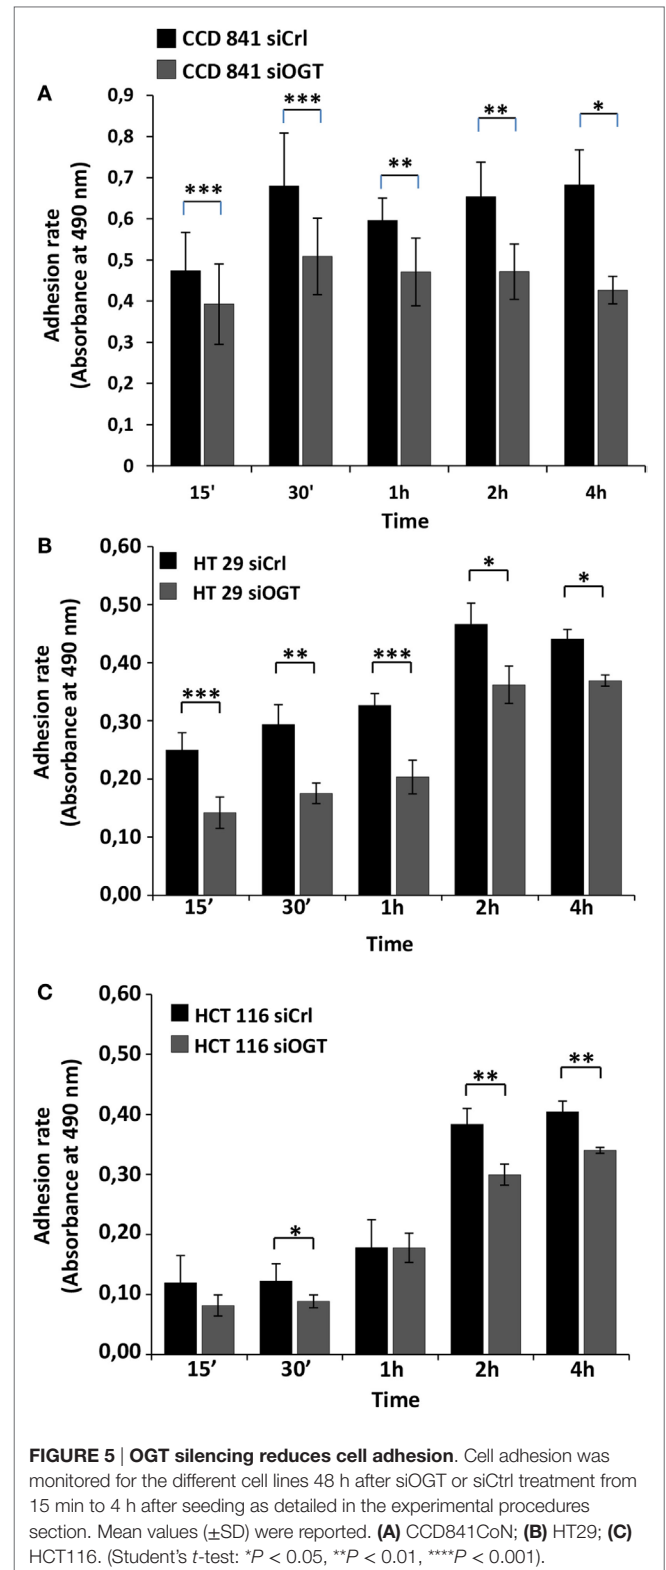 CCD 841 siCrl
CCD 841 siOGT
A
Adhesion rate
(Absorbance at 490 nm)
0,9
0,8
0,7
0,6
0,5
0,4
0,3
0,2
0,1
0
***
***
**
**
*
15' 30' 1h 2h 4h
Time
B
HT 29 siCrl
HT 29 siOGT
Adhesion rate
(Absorbance at 490 nm)
0,60
0,50
0,40
0,30
0,20
0,10
0,00
***
**
***
*
*
15’ 30’ 1h 2h 4h
Time
C
HCT 116 siCrl
HCT 116 siOGT
Adhesion rate
(Absorbance at 490 nm)
0,60
0,50
0,40
0,30
0,20
0,10
0,00
*
**
**
15’ 30’ 1h 2h 4h
Time
FIGURE 5 | OGT silencing reduces cell adhesion. Cell adhesion was
monitored for the different cell lines 48 h after siOGT or siCtrl treatment from
15 min to 4 h after seeding as detailed in the experimental procedures
section. Mean values (±SD) were reported. (A) CCD841CoN; (B) HT29; (C)
HCT116. (Student’s t-test: *P < 0.05, **P < 0.01, ****P < 0.001).